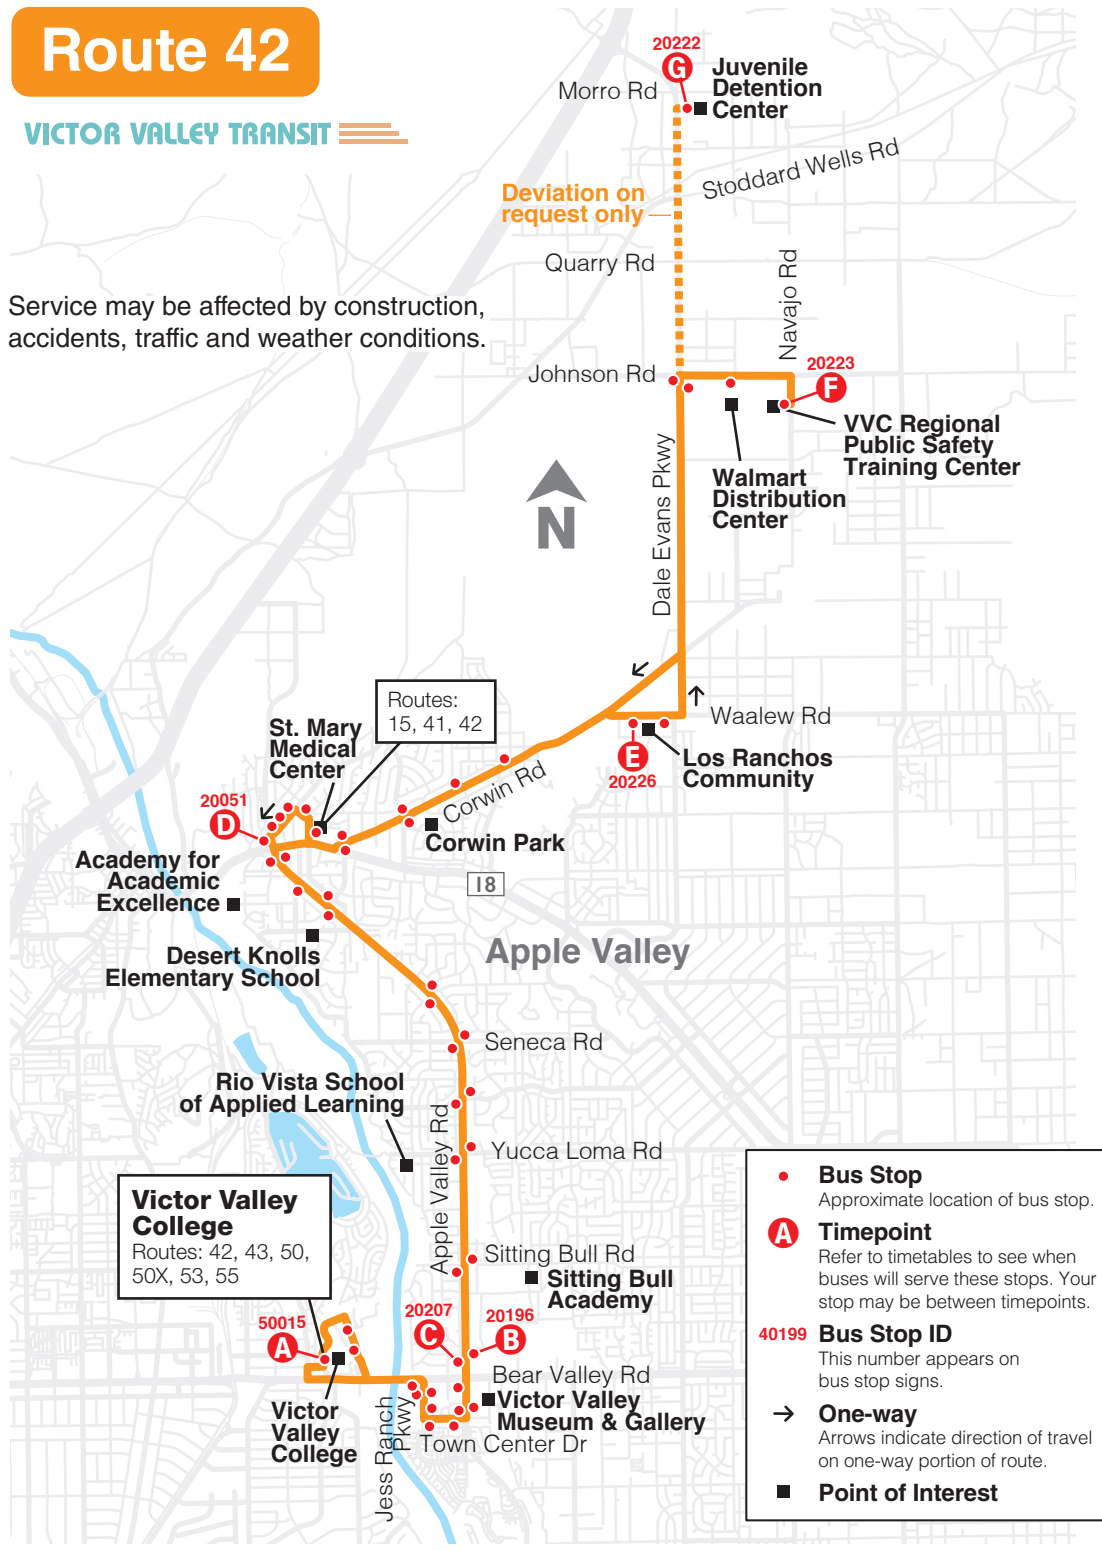 Route 42
VICTOR VALLEY TRANSIT
20222
G
Juvenile
Detention
Center
Morro Rd
Stoddard Wells Rd
Deviation on
request only
Quarry Rd
Navajo Rd
Service may be affected by construction,
accidents, traffic and weather conditions.
Johnson Rd
20223
F
VVC Regional
Public Safety
Training Center
Walmart
Distribution
Center
Dale Evans Pkwy
N
Routes:
15, 41, 42
St. Mary
Medical
Center
Waalew Rd
E
20226
Los Ranchos
Community
Corwin Rd
20051
D
Corwin Park
Academy for
Academic
Excellence
18
Desert Knolls
Elementary School
Apple Valley
Seneca Rd
Rio Vista School
of Applied Learning
Apple Valley Rd
Yucca Loma Rd
Victor Valley
College
Routes: 42, 43, 50,
50X, 53, 55
Sitting Bull Rd
Sitting Bull
Academy
50015
A
20207
C
20196
B
Bear Valley Rd
Victor Valley
Museum & Gallery
Victor
Valley
College
Jess Ranch
Pkwy
Town Center Dr
Bus Stop
Approximate location of bus stop.
A
Timepoint
Refer to timetables to see when
buses will serve these stops. Your
stop may be between timepoints.
40199
Bus Stop ID
This number appears on
bus stop signs.
One-way
Arrows indicate direction of travel
on one-way portion of route.
Point of Interest